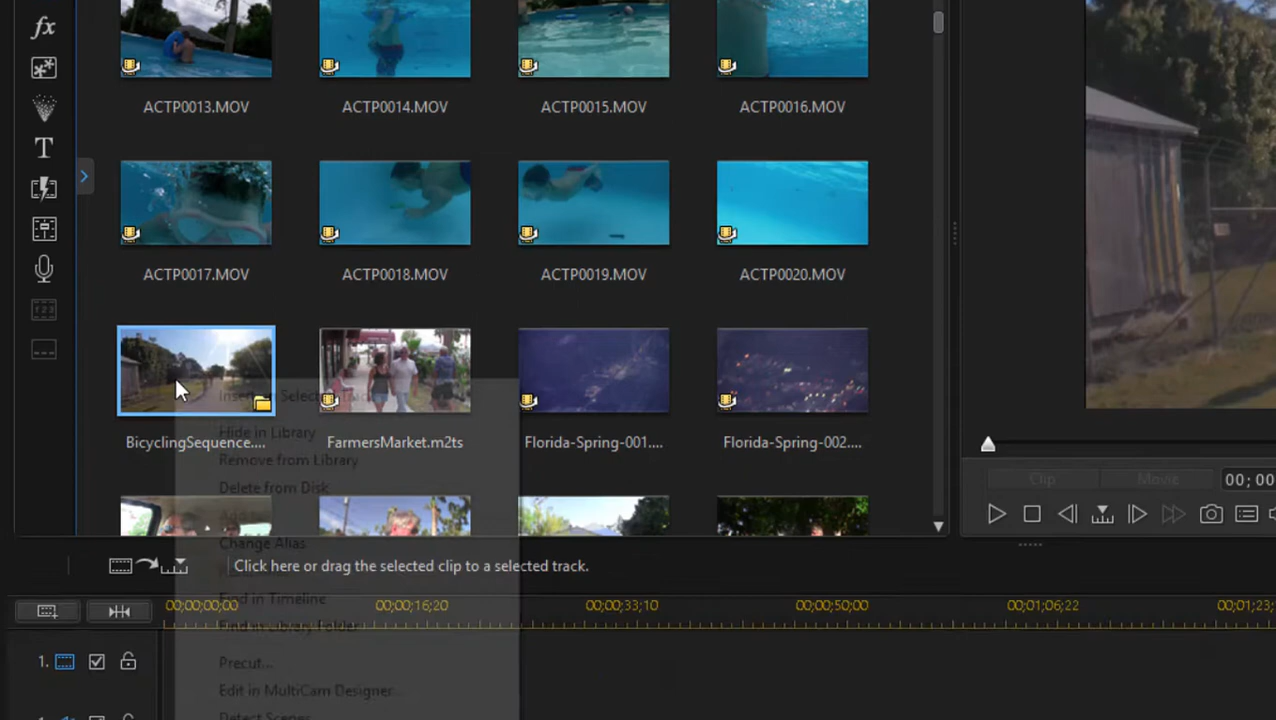 fx
ACTP0013.MOV ACTP0014.MOV ACTP0015.MOV ACTP0016.MOV
T
ACTP0017.MOV ACTP0018.MOV ACTP0019.MOV ACTP0020.MOV
123
Insert on Selected
BicyclingSequence.... FarmersMarket.m2ts Florida-Spring-001.... Florida-Spring-002....
Hide in Library
Remove from Library
Delete from Disk
Change Alias
Find in Timeline
Find in Library Folder
Precut...
Edit in MultiCam Designer...
Detect Scenes
Clip Movie 00; 00
Click here or drag the selected clip to a selected track.
00;00;00;00 00;00;16;20 00;00;33;10 00;00;50;00 00;01;06;22 00;01;23;
1.